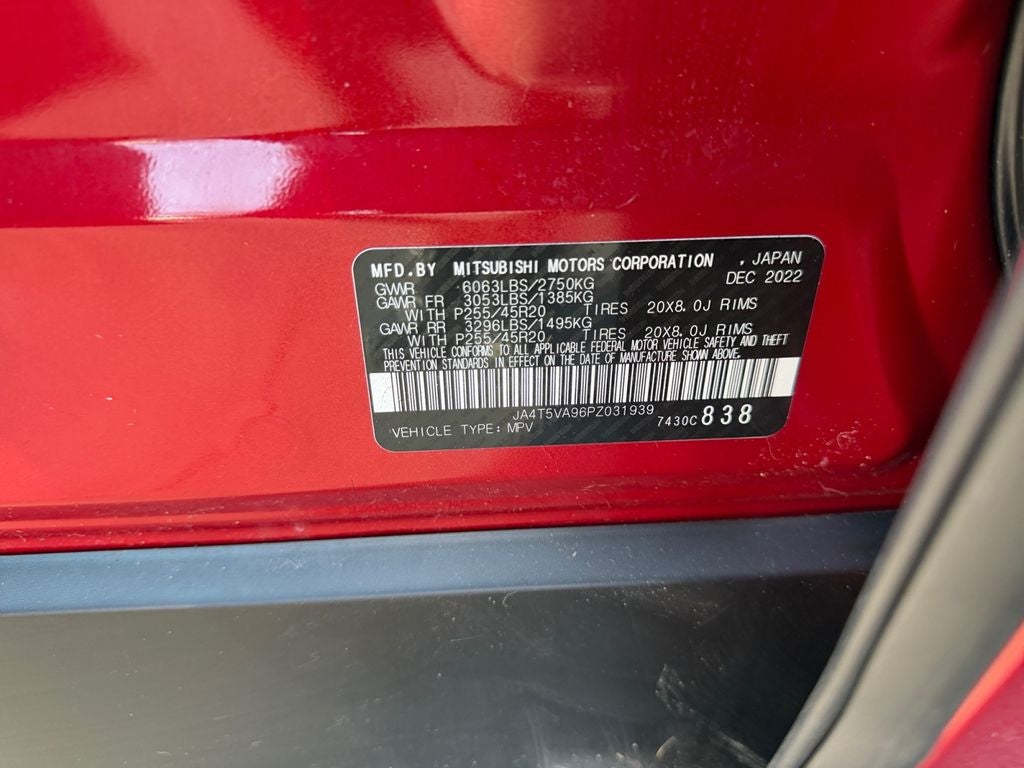 MFD.BY MITSUBISHI MOTORS CORPORATION , JAPAN
DEC 2022
GVWR 6063LBS/2750KG
GAWR FR 3053LBS/1385KG
WITH P255/45R20 TIRES 20X8.0J RIMS
GAWR RR 3296LBS/1495KG
WITH P255/45R20 TIRES 20X8.0J RIMS
THIS VEHICLE CONFORMS TO ALL APPLICABLE FEDERAL MOTOR VEHICLE SAFETY AND THEFT
PREVENTION STANDARDS IN EFFECT ON THE DATE OF MANUFACTURE SHOWN ABOVE.
JA4T5VA96PZ031939
VEHICLE TYPE: MPV 7430C 838